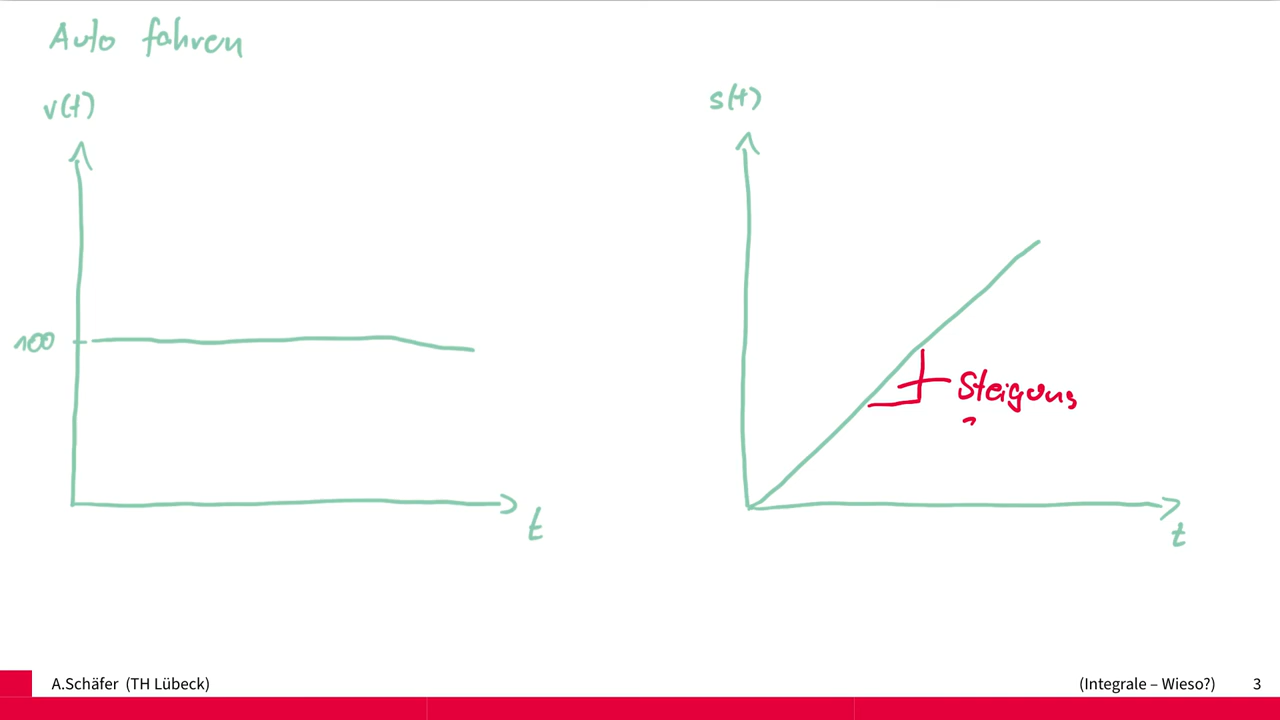 Auto fahren
v(t)
s(t)
100
Steigung
t
t
A.Schäfer (TH Lübeck)
(Integrale – Wieso?)
3